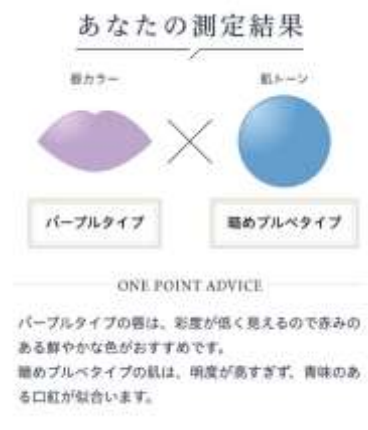 あなたの測定結果
唇カラー
肌トーン
パープルタイプ
暗めブルベタイプ
ONE POINT ADVICE
パープルタイプの唇は、彩度が低く見えるので赤みの
ある鮮やかな色がおすすめです。
暗めブルベタイプの肌は、明度が高すぎず、青味のあ
る口紅が似合います。